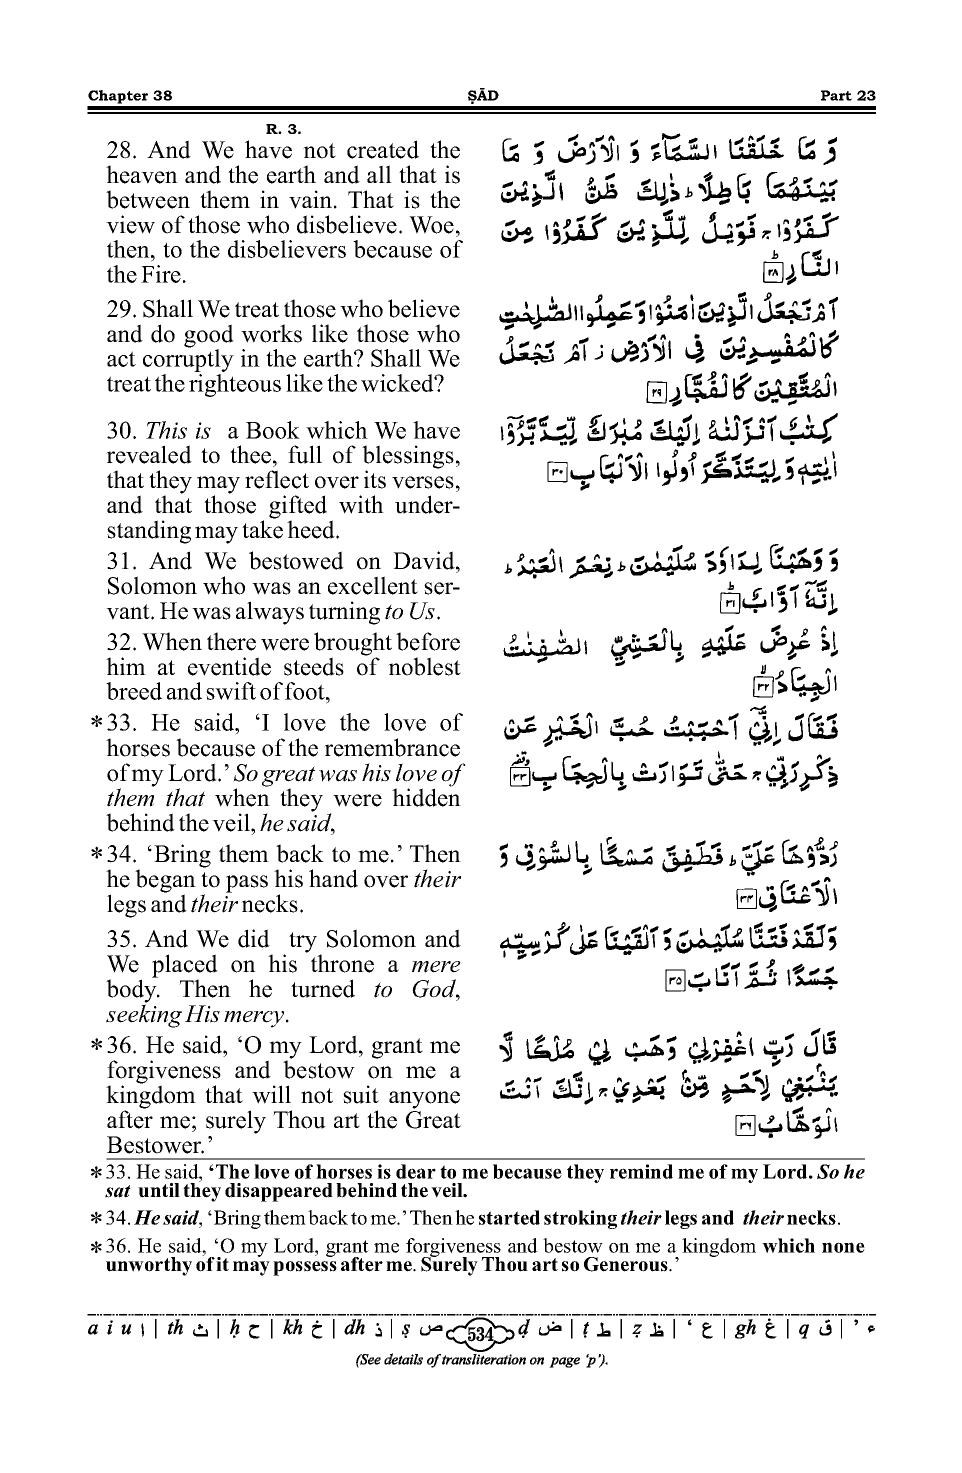 Chapter 38 ṢĀD Part 23
R. 3.
28. And We have not created the
heaven and the earth and all that is
between them in vain. That is the
view of those who disbelieve. Woe,
then, to the disbelievers because of
the Fire.
وَ مَا خَلَقْنَا السَّمَآءَ وَ الْاَرْضَ وَ مَا
بَيْنَهُمَا بَاطِلًا ؕ ذٰلِكَ ظَنُّ الَّذِيْنَ
كَفَرُوْا ۚ فَوَيْلٌ لِّلَّذِيْنَ كَفَرُوْا مِنَ
النَّارِ ؕ ﴿۲۸﴾
29. Shall We treat those who believe
and do good works like those who
act corruptly in the earth? Shall We
treat the righteous like the wicked?
اَمْ نَجْعَلُ الَّذِيْنَ اٰمَنُوْا وَ عَمِلُوا الصّٰلِحٰتِ
كَالْمُفْسِدِيْنَ فِي الْاَرْضِ ۫ اَمْ نَجْعَلُ
الْمُتَّقِيْنَ كَالْفُجَّارِ ﴿۲۹﴾
30. This is a Book which We have
revealed to thee, full of blessings,
that they may reflect over its verses,
and that those gifted with under-
standing may take heed.
كِتٰبٌ اَنْزَلْنٰهُ اِلَيْكَ مُبٰرَكٌ لِّيَدَّبَّرُوْۤا
اٰيٰتِهٖ وَ لِيَتَذَكَّرَ اُولُوا الْاَلْبَابِ ﴿۳۰﴾
31. And We bestowed on David,
Solomon who was an excellent ser-
vant. He was always turning to Us.
وَ وَهَبْنَا لِدَاوٗدَ سُلَيْمٰنَ ؕ نِعْمَ الْعَبْدُ ؕ
اِنَّهٗۤ اَوَّابٌ ؕ ﴿۳۱﴾
32. When there were brought before
him at eventide steeds of noblest
breed and swift of foot,
اِذْ عُرِضَ عَلَيْهِ بِالْعَشِيِّ الصّٰفِنٰتُ
الْجِيَادُ ۙ ﴿۳۲﴾
*33. He said, ‘I love the love of
horses because of the remembrance
of my Lord.’ So great was his love of
them that when they were hidden
behind the veil, he said,
فَقَالَ اِنِّيْۤ اَحْبَبْتُ حُبَّ الْخَيْرِ عَنْ
ذِكْرِ رَبِّيْ ۚ حَتّٰى تَوَارَتْ بِالْحِجَابِ ﴿۳۳﴾
*34. ‘Bring them back to me.’ Then
he began to pass his hand over their
legs and their necks.
رُدُّوْهَا عَلَيَّ ؕ فَطَفِقَ مَسْحًۢا بِالسُّوْقِ وَ
الْاَعْنَاقِ ﴿۳۴﴾
35. And We did try Solomon and
We placed on his throne a mere
body. Then he turned to God,
seeking His mercy.
وَ لَقَدْ فَتَنَّا سُلَيْمٰنَ وَ اَلْقَيْنَا عَلٰى كُرْسِيِّهٖ
جَسَدًا ثُمَّ اَنَابَ ﴿۳۵﴾
*36. He said, ‘O my Lord, grant me
forgiveness and bestow on me a
kingdom that will not suit anyone
after me; surely Thou art the Great
Bestower.’
قَالَ رَبِّ اغْفِرْ لِيْ وَ هَبْ لِيْ مُلْكًا لَّا
يَنْۢبَغِيْ لِاَحَدٍ مِّنْۢ بَعْدِيْ ۚ اِنَّكَ اَنْتَ
الْوَهَّابُ ﴿۳۶﴾
*33. He said, ‘The love of horses is dear to me because they remind me of my Lord. So he
sat until they disappeared behind the veil.
*34. He said, ‘Bring them back to me.’ Then he started stroking their legs and their necks.
*36. He said, ‘O my Lord, grant me forgiveness and bestow on me a kingdom which none
unworthy of it may possess after me. Surely Thou art so Generous.’
a i u ا | th ث | ḥ ح | kh خ | dh ذ | ṣ ص 534 ḍ ض | ṭ ط | ẓ ظ | ‘ ع | gh غ | q ق | ’ ء
(See details of transliteration on page ‘p’).